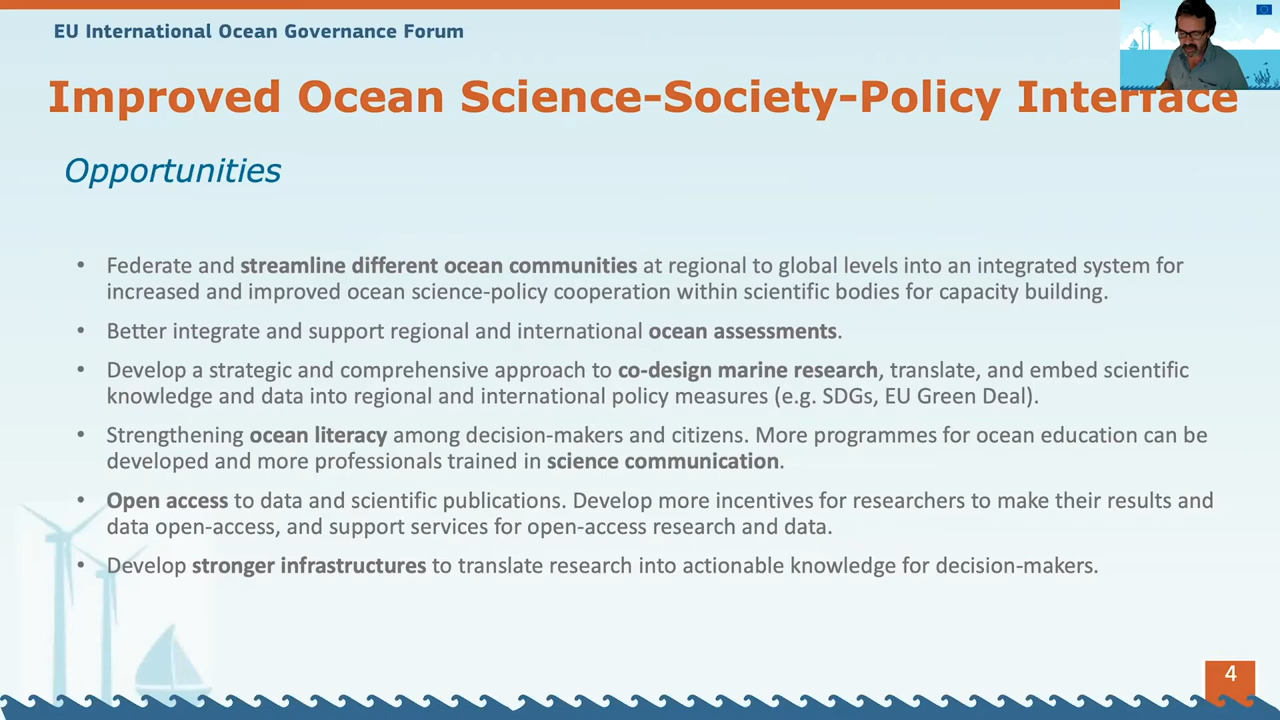 EU International Ocean Governance Forum
Improved Ocean Science-Society-Policy Interface
Opportunities
• Federate and streamline different ocean communities at regional to global levels into an integrated system for
increased and improved ocean science-policy cooperation within scientific bodies for capacity building.
• Better integrate and support regional and international ocean assessments.
• Develop a strategic and comprehensive approach to co-design marine research, translate, and embed scientific
knowledge and data into regional and international policy measures (e.g. SDGs, EU Green Deal).
• Strengthening ocean literacy among decision-makers and citizens. More programmes for ocean education can be
developed and more professionals trained in science communication.
• Open access to data and scientific publications. Develop more incentives for researchers to make their results and
data open-access, and support services for open-access research and data.
• Develop stronger infrastructures to translate research into actionable knowledge for decision-makers.
4